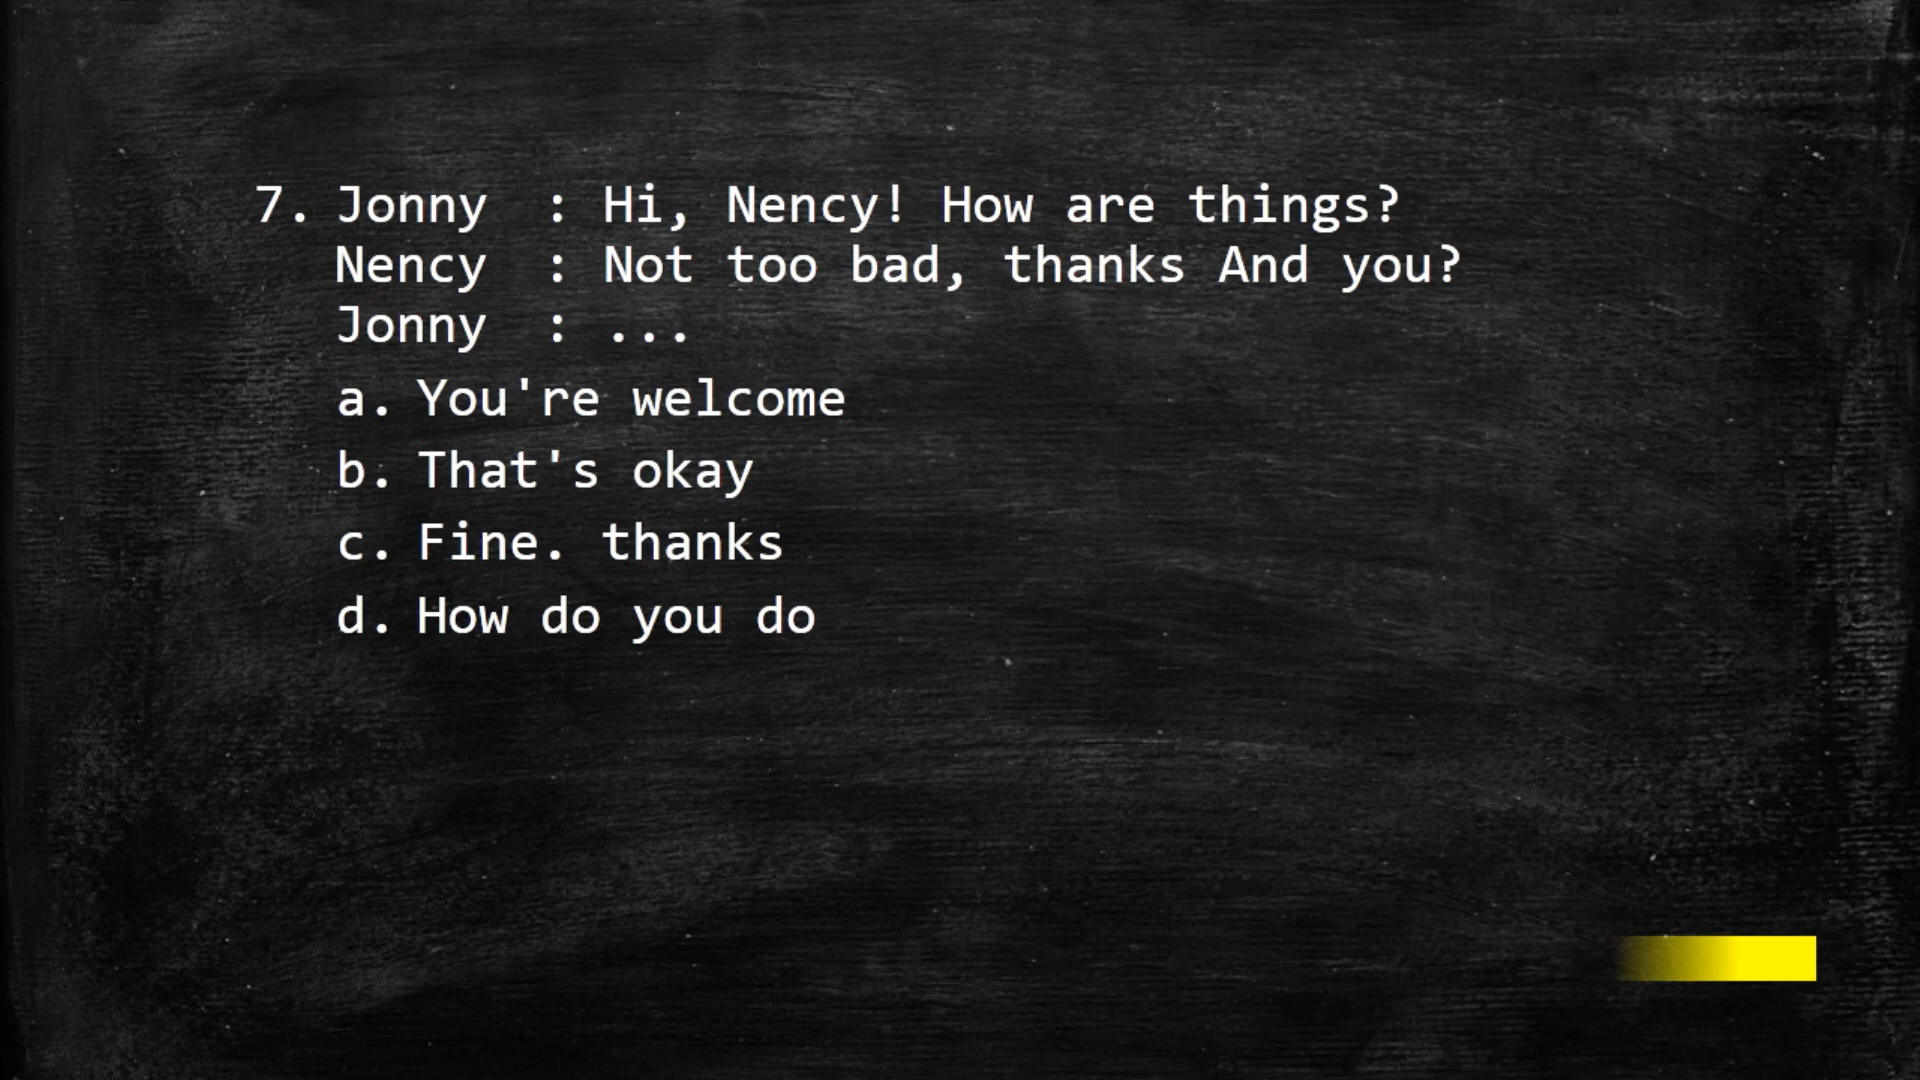 7. Jonny : Hi, Nency! How are things?
Nency : Not too bad, thanks And you?
Jonny : ...
a. You're welcome
b. That's okay
c. Fine. thanks
d. How do you do